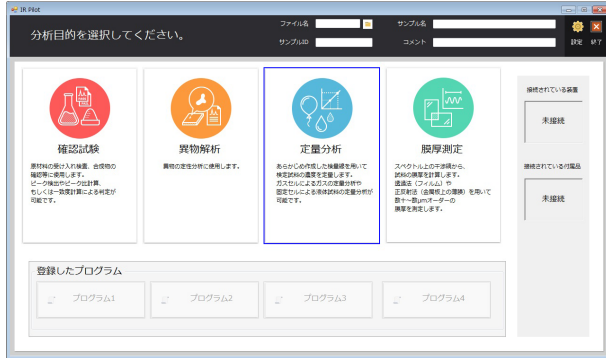 IR Pilot
分析目的を選択してください。
ファイル名
サンプル名
サンプルID
コメント
設定
終了
確認試験
原材料の受け入れ検査、合成物の
確認等に使用します。
ピーク検出やピーク比計算、
もしくは一致度計算による判定が
可能です。
異物解析
異物の定性分析に使用します。
定量分析
あらかじめ作成した検量線を用いて
検定試料の濃度を定量します。
ガスセルによるガスの定量分析や
固定セルによる液体試料の定量分析が
可能です。
膜厚測定
スペクトル上の干渉縞から、
試料の膜厚を計算します。
透過法（フィルム）や
正反射法（金属板上の薄膜）を用いて
数十～数μmオーダーの
膜厚を測定します。
接続されている装置
未接続
接続されている付属品
未接続
登録したプログラム
プログラム1
プログラム2
プログラム3
プログラム4